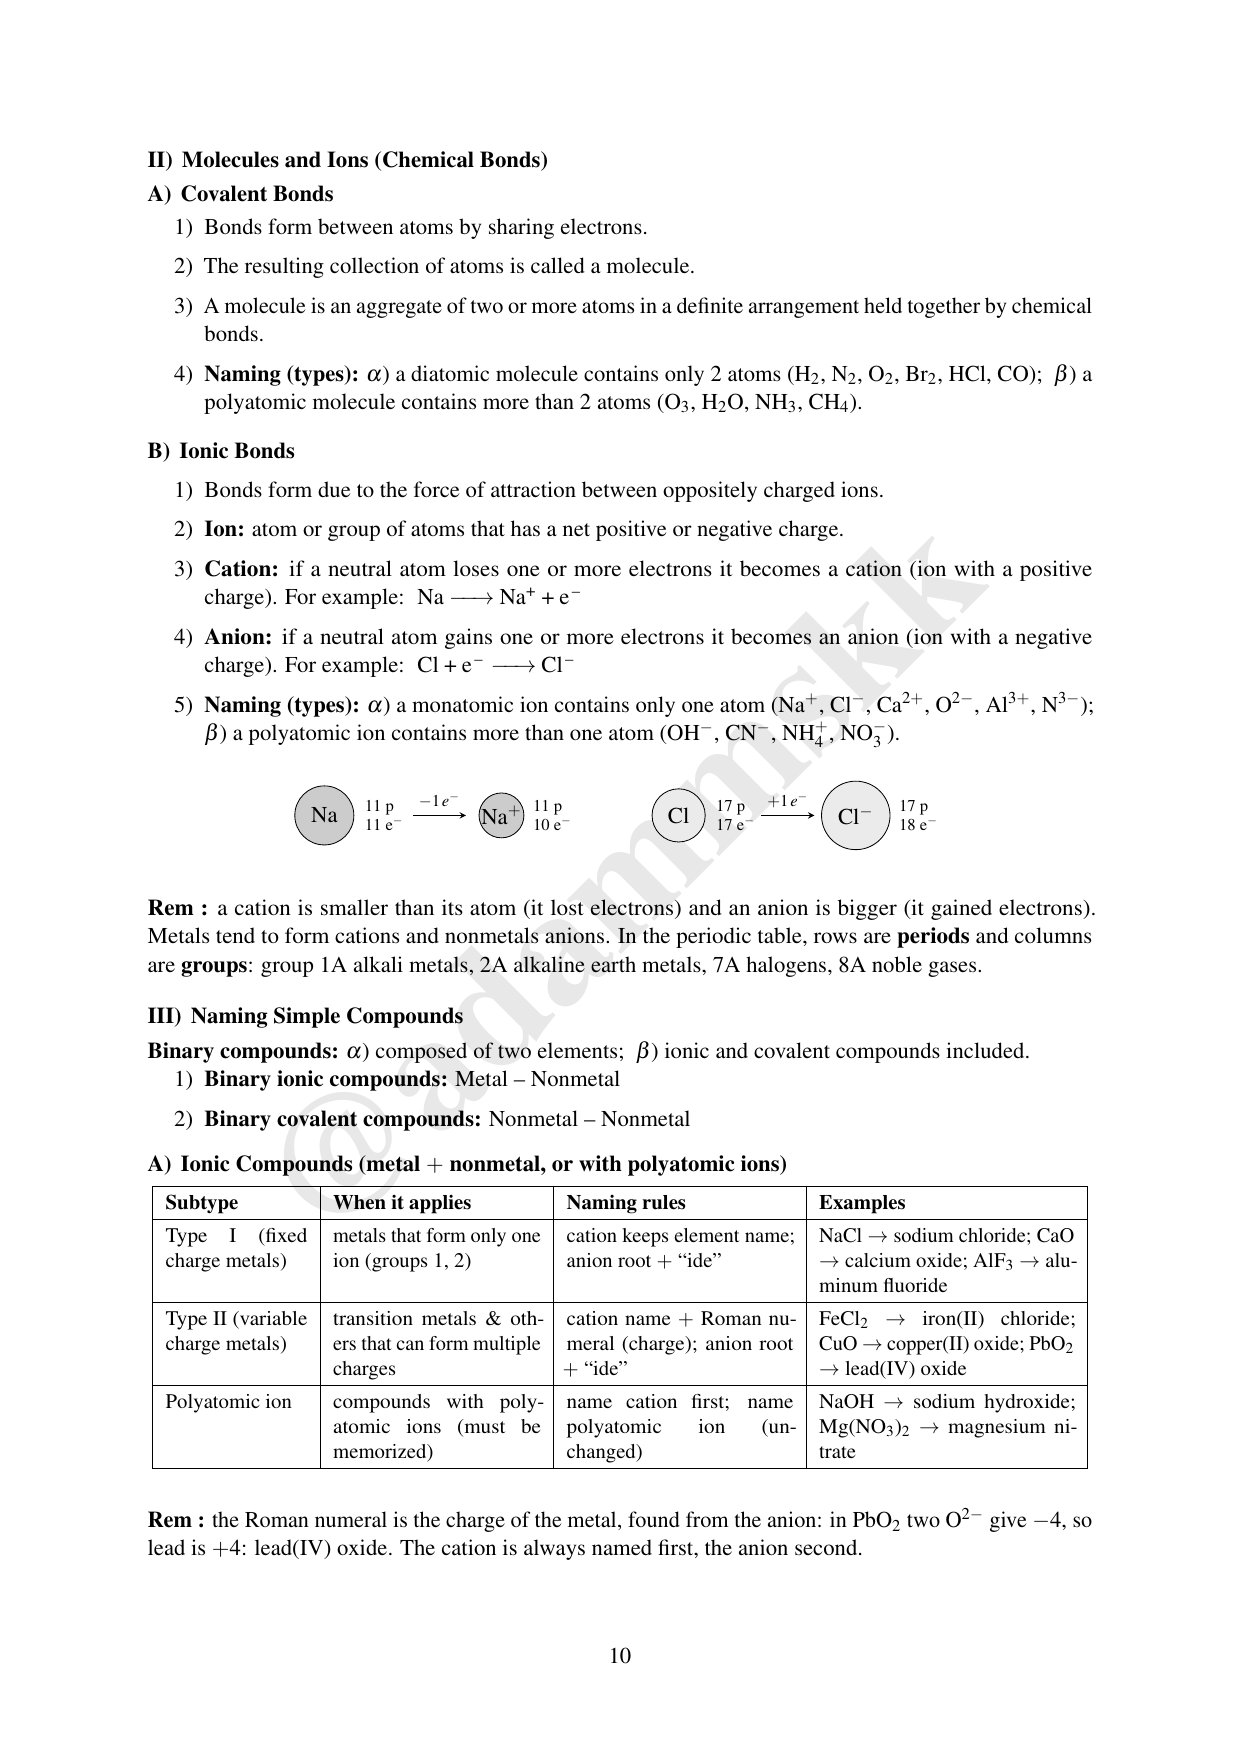 II) Molecules and Ions (Chemical Bonds)
A) Covalent Bonds
1) Bonds form between atoms by sharing electrons.
2) The resulting collection of atoms is called a molecule.
3) A molecule is an aggregate of two or more atoms in a definite arrangement held together by chemical
bonds.
4) Naming (types): α) a diatomic molecule contains only 2 atoms (H₂, N₂, O₂, Br₂, HCl, CO); β) a
polyatomic molecule contains more than 2 atoms (O₃, H₂O, NH₃, CH₄).
B) Ionic Bonds
1) Bonds form due to the force of attraction between oppositely charged ions.
2) Ion: atom or group of atoms that has a net positive or negative charge.
3) Cation: if a neutral atom loses one or more electrons it becomes a cation (ion with a positive
charge). For example: Na ⟶ Na⁺ + e⁻
4) Anion: if a neutral atom gains one or more electrons it becomes an anion (ion with a negative
charge). For example: Cl + e⁻ ⟶ Cl⁻
5) Naming (types): α) a monatomic ion contains only one atom (Na⁺, Cl⁻, Ca²⁺, O²⁻, Al³⁺, N³⁻);
β) a polyatomic ion contains more than one atom (OH⁻, CN⁻, NH₄⁺, NO₃⁻).
Na 11 p 11 e⁻ −1e⁻ Na⁺ 11 p 10 e⁻ Cl 17 p 17 e⁻ +1e⁻ Cl⁻ 17 p 18 e⁻
Rem : a cation is smaller than its atom (it lost electrons) and an anion is bigger (it gained electrons).
Metals tend to form cations and nonmetals anions. In the periodic table, rows are periods and columns
are groups: group 1A alkali metals, 2A alkaline earth metals, 7A halogens, 8A noble gases.
III) Naming Simple Compounds
Binary compounds: α) composed of two elements; β) ionic and covalent compounds included.
1) Binary ionic compounds: Metal – Nonmetal
2) Binary covalent compounds: Nonmetal – Nonmetal
A) Ionic Compounds (metal + nonmetal, or with polyatomic ions)
Subtype When it applies Naming rules Examples
Type I (fixed metals that form only one cation keeps element name; NaCl → sodium chloride; CaO
charge metals) ion (groups 1, 2) anion root + “ide” → calcium oxide; AlF₃ → alu-
minum fluoride
Type II (variable transition metals & oth- cation name + Roman nu- FeCl₂ → iron(II) chloride;
charge metals) ers that can form multiple meral (charge); anion root CuO → copper(II) oxide; PbO₂
charges + “ide” → lead(IV) oxide
Polyatomic ion compounds with poly- name cation first; name NaOH → sodium hydroxide;
atomic ions (must be polyatomic ion (un- Mg(NO₃)₂ → magnesium ni-
memorized) changed) trate
Rem : the Roman numeral is the charge of the metal, found from the anion: in PbO₂ two O²⁻ give −4, so
lead is +4: lead(IV) oxide. The cation is always named first, the anion second.
10
@adammskk